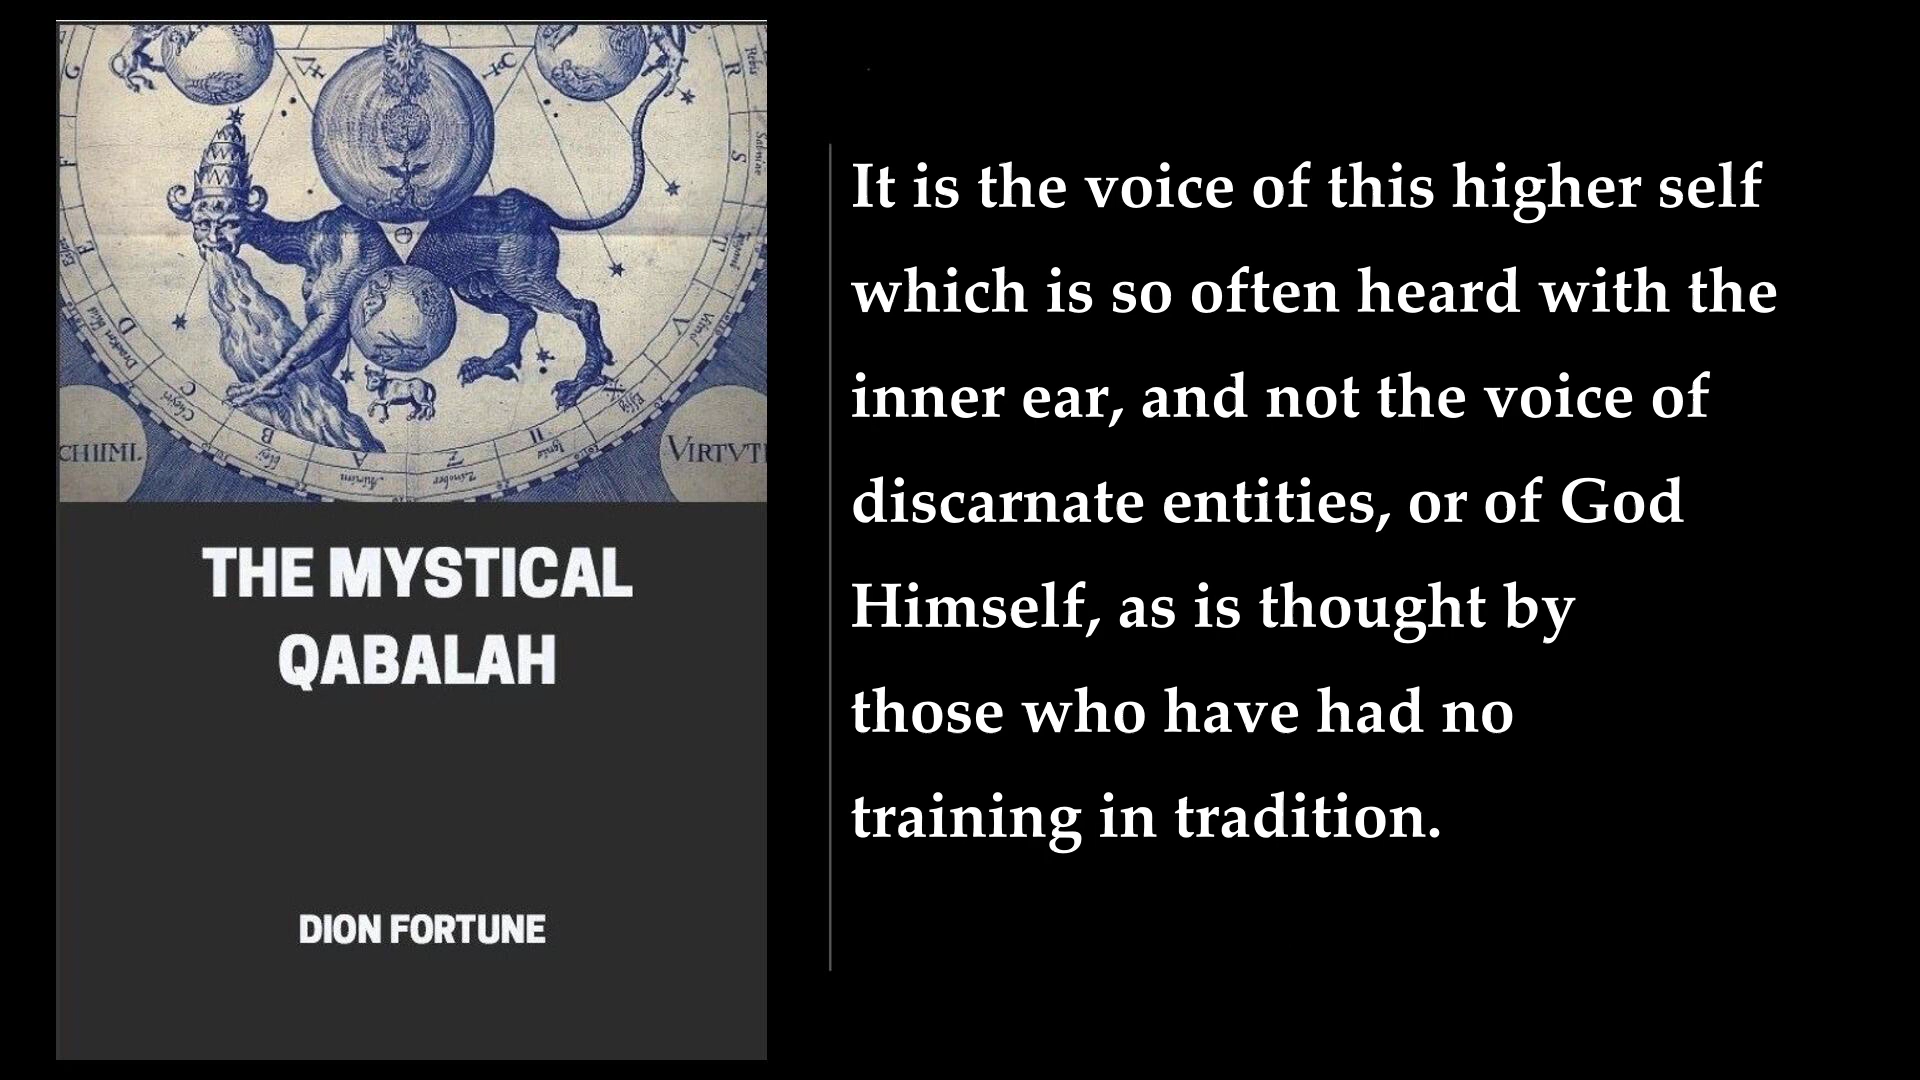 CHIIMI.
VIRTVT
THE MYSTICAL
QABALAH
DION FORTUNE
It is the voice of this higher self
which is so often heard with the
inner ear, and not the voice of
discarnate entities, or of God
Himself, as is thought by
those who have had no
training in tradition.